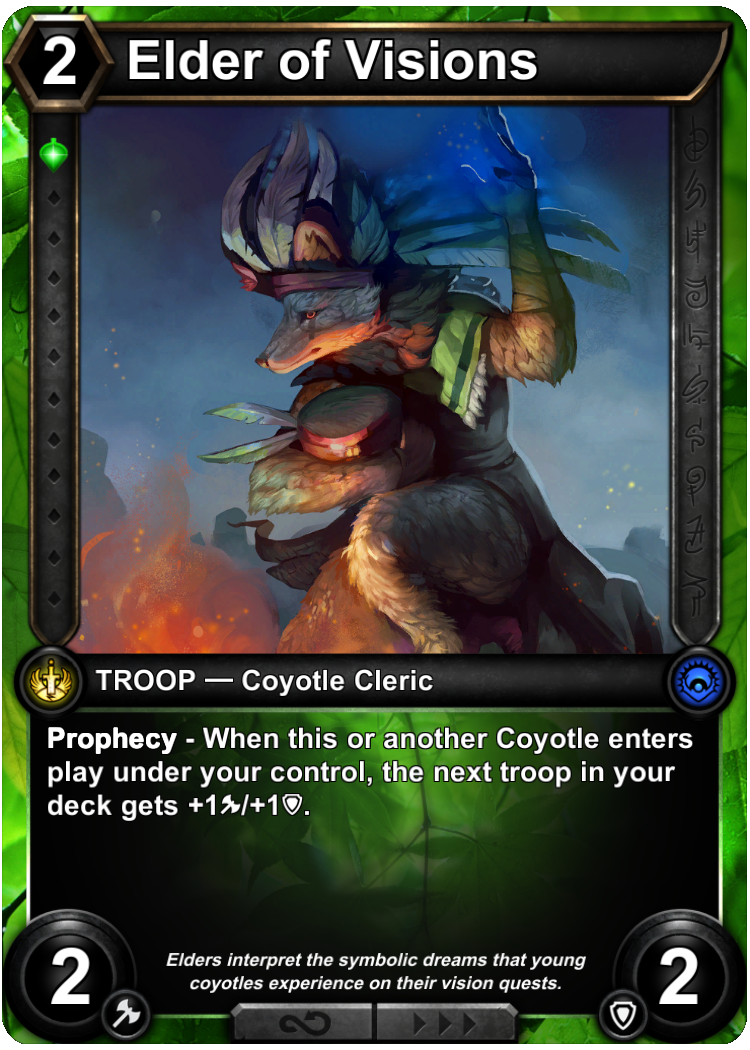 2 Elder of Visions
TROOP — Coyotle Cleric
Prophecy - When this or another Coyotle enters
play under your control, the next troop in your
deck gets +1/+1.
Elders interpret the symbolic dreams that young
coyotles experience on their vision quests.
2 2